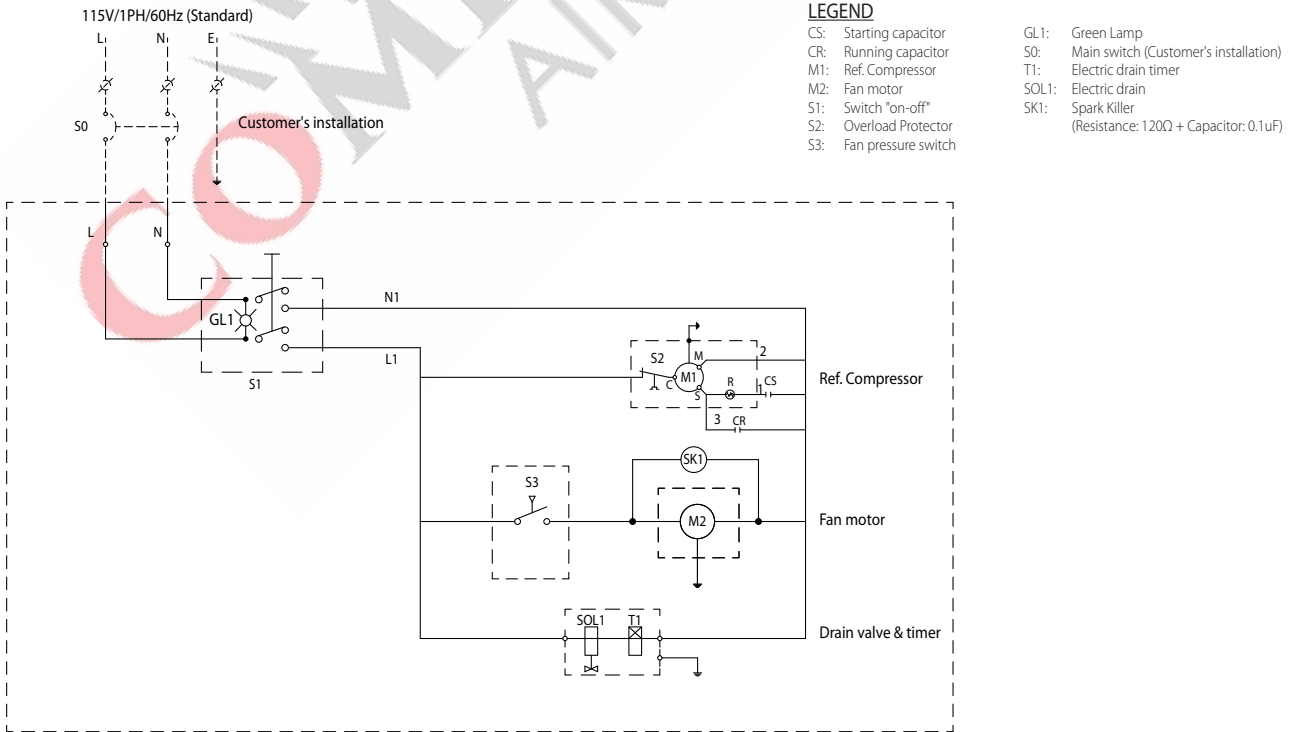 115V/1PH/60Hz (Standard)
L N E
S0
Customer's installation
LEGEND
CS: Starting capacitor
CR: Running capacitor
M1: Ref. Compressor
M2: Fan motor
S1: Switch "on-off"
S2: Overload Protector
S3: Fan pressure switch
GL1: Green Lamp
S0: Main switch (Customer's installation)
T1: Electric drain timer
SOL1: Electric drain
SK1: Spark Killer
(Resistance: 120Ω + Capacitor: 0.1uF)
L N
GL1
S1
N1
L1
S2
M
2
C
M1
S
R
1
CS
3
CR
Ref. Compressor
SK1
S3
M2
Fan motor
SOL1 T1
Drain valve & timer